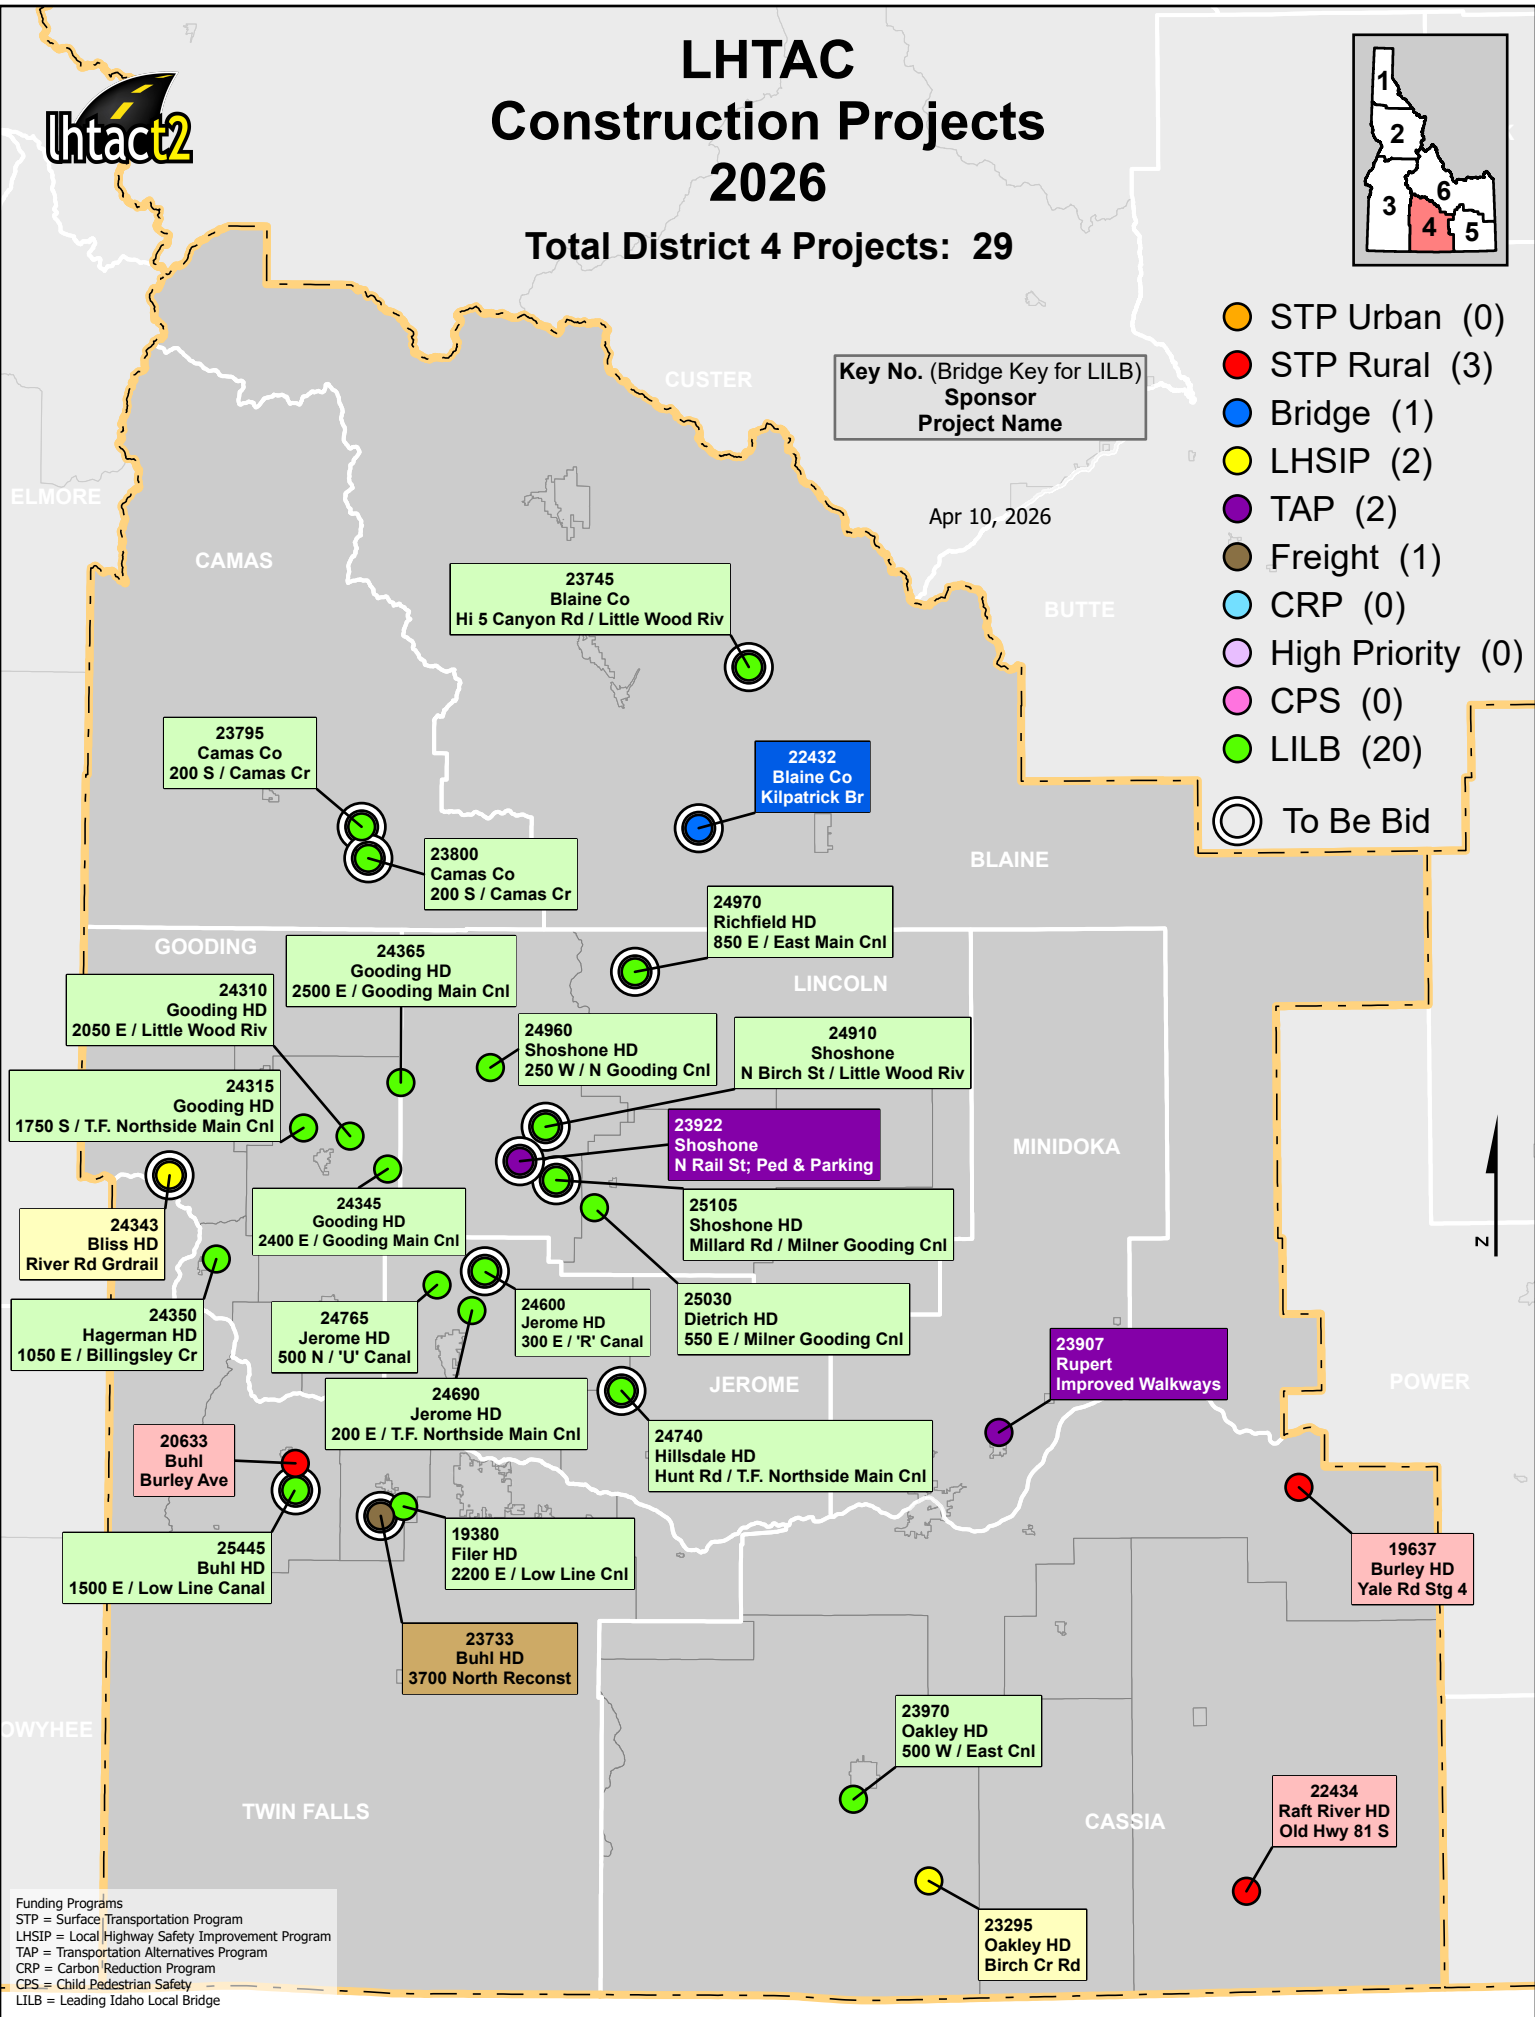 lhtact2
LHTAC
Construction Projects
2026
Total District 4 Projects: 29
1
2
3
6
4
5
STP Urban (0)
STP Rural (3)
Bridge (1)
LHSIP (2)
TAP (2)
Freight (1)
CRP (0)
High Priority (0)
CPS (0)
LILB (20)
To Be Bid
Key No. (Bridge Key for LILB)
Sponsor
Project Name
Apr 10, 2026
CUSTER
ELMORE
CAMAS
BUTTE
23745
Blaine Co
Hi 5 Canyon Rd / Little Wood Riv
23795
Camas Co
200 S / Camas Cr
22432
Blaine Co
Kilpatrick Br
23800
Camas Co
200 S / Camas Cr
BLAINE
24970
Richfield HD
850 E / East Main Cnl
GOODING
24365
Gooding HD
2500 E / Gooding Main Cnl
LINCOLN
24310
Gooding HD
2050 E / Little Wood Riv
24960
Shoshone HD
250 W / N Gooding Cnl
24910
Shoshone
N Birch St / Little Wood Riv
24315
Gooding HD
1750 S / T.F. Northside Main Cnl
23922
Shoshone
N Rail St; Ped & Parking
MINIDOKA
24345
Gooding HD
2400 E / Gooding Main Cnl
25105
Shoshone HD
Millard Rd / Milner Gooding Cnl
24343
Bliss HD
River Rd Grdrail
N
24350
Hagerman HD
1050 E / Billingsley Cr
24765
Jerome HD
500 N / 'U' Canal
24600
Jerome HD
300 E / 'R' Canal
25030
Dietrich HD
550 E / Milner Gooding Cnl
23907
Rupert
Improved Walkways
JEROME
POWER
24690
Jerome HD
200 E / T.F. Northside Main Cnl
20633
Buhl
Burley Ave
24740
Hillsdale HD
Hunt Rd / T.F. Northside Main Cnl
25445
Buhl HD
1500 E / Low Line Canal
19380
Filer HD
2200 E / Low Line Cnl
19637
Burley HD
Yale Rd Stg 4
23733
Buhl HD
3700 North Reconst
OWYHEE
23970
Oakley HD
500 W / East Cnl
TWIN FALLS
CASSIA
22434
Raft River HD
Old Hwy 81 S
23295
Oakley HD
Birch Cr Rd
Funding Programs
STP = Surface Transportation Program
LHSIP = Local Highway Safety Improvement Program
TAP = Transportation Alternatives Program
CRP = Carbon Reduction Program
CPS = Child Pedestrian Safety
LILB = Leading Idaho Local Bridge